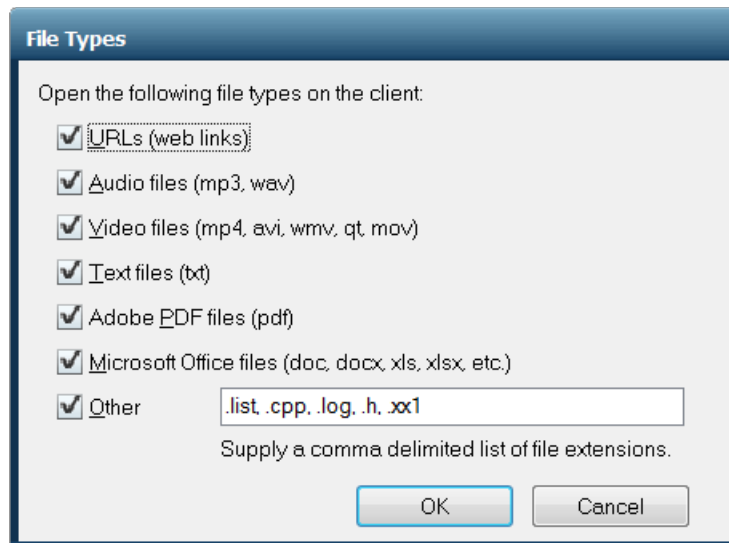 File Types
Open the following file types on the client:
URLs (web links)
Audio files (mp3, wav)
Video files (mp4, avi, wmv, qt, mov)
Text files (txt)
Adobe PDF files (pdf)
Microsoft Office files (doc, docx, xls, xlsx, etc.)
Other .list, .cpp, .log, .h, .xx1
Supply a comma delimited list of file extensions.
OK Cancel